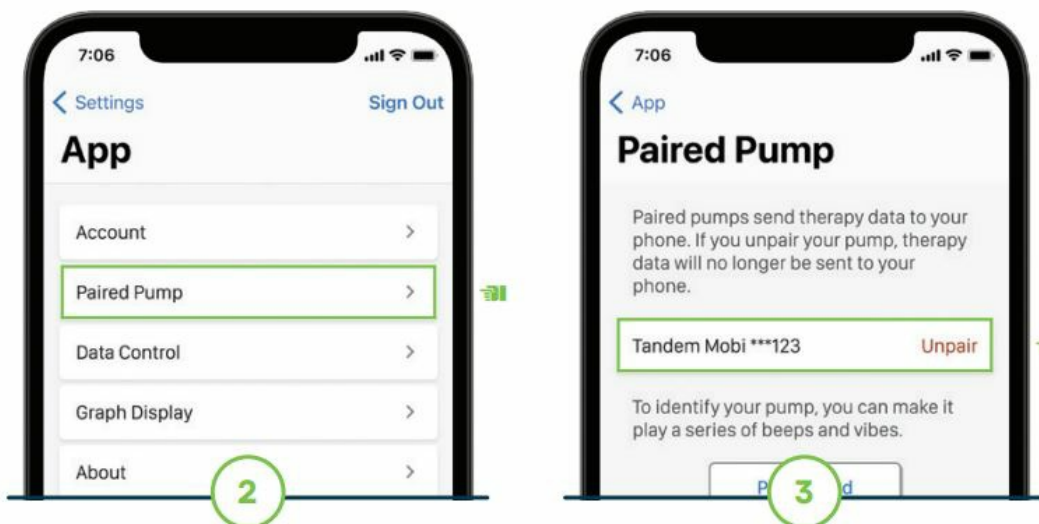 7:06
Settings
Sign Out
App
Account
Paired Pump
Data Control
Graph Display
About
2
7:06
App
Paired Pump
Paired pumps send therapy data to your
phone. If you unpair your pump, therapy
data will no longer be sent to your
phone.
Tandem Mobi ***123
Unpair
To identify your pump, you can make it
play a series of beeps and vibes.
3